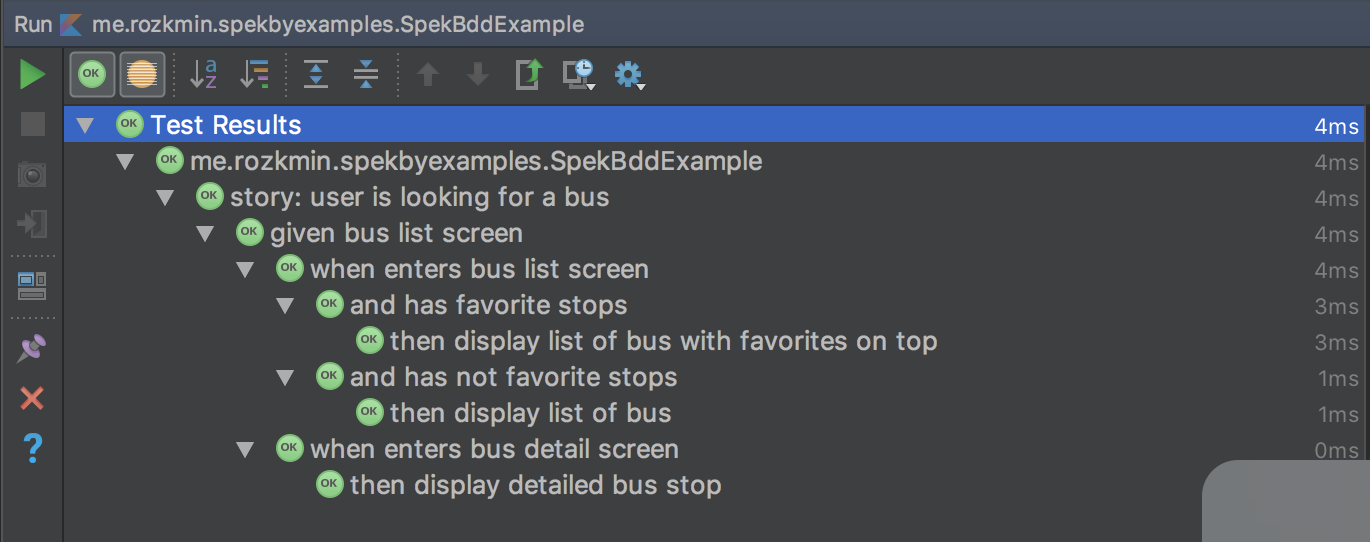 Run me.rozkmin.spekbyexamples.SpekBddExample
OK a z
OK Test Results 4ms
OK me.rozkmin.spekbyexamples.SpekBddExample 4ms
OK story: user is looking for a bus 4ms
OK given bus list screen 4ms
OK when enters bus list screen 4ms
OK and has favorite stops 3ms
OK then display list of bus with favorites on top 3ms
OK and has not favorite stops 1ms
OK then display list of bus 1ms
OK when enters bus detail screen 0ms
OK then display detailed bus stop
?